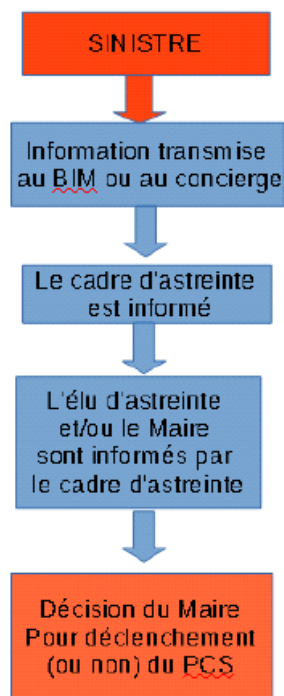 SINISTRE
Information transmise
au BIM ou au concierge
Le cadre d'astreinte
est informé
L'élu d'astreinte
et/ou le Maire
sont informés par
le cadre d'astreinte
Décision du Maire
Pour déclenchement
(ou non) du PCS